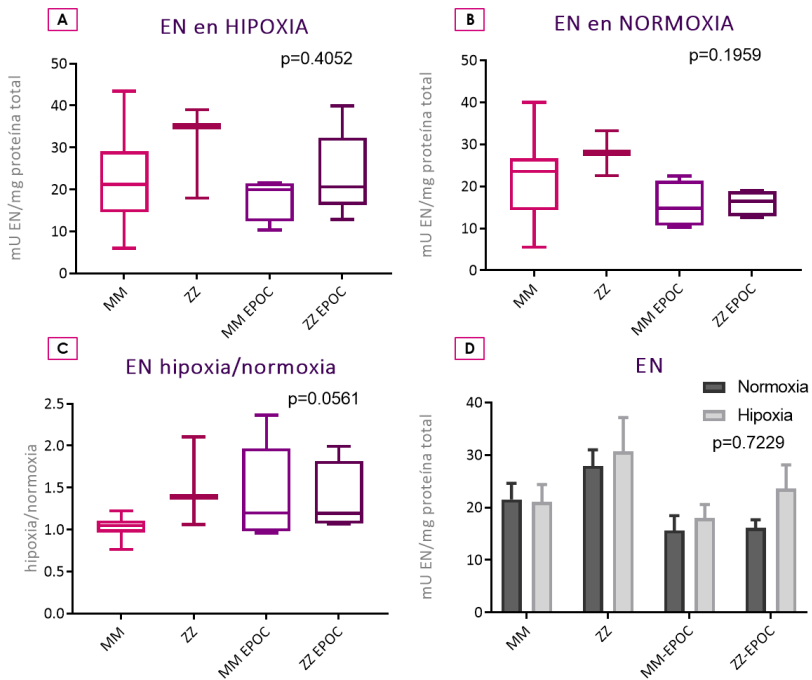 A
EN en HIPOXIA
p=0.4052
mU EN/mg proteína total
50
40
30
20
10
0
MM
ZZ
MM EPOC
ZZ EPOC
B
EN en NORMOXIA
p=0.1959
mU EN/mg proteína total
50
40
30
20
10
0
MM
ZZ
MM EPOC
ZZ EPOC
C
EN hipoxia/normoxia
p=0.0561
hipoxia/normoxia
2.5
2.0
1.5
1.0
0.5
0.0
MM
ZZ
MM EPOC
ZZ EPOC
D
EN
Normoxia
Hipoxia
p=0.7229
mU EN/mg proteína total
40
30
20
10
0
MM
ZZ
MM-EPOC
ZZ-EPOC